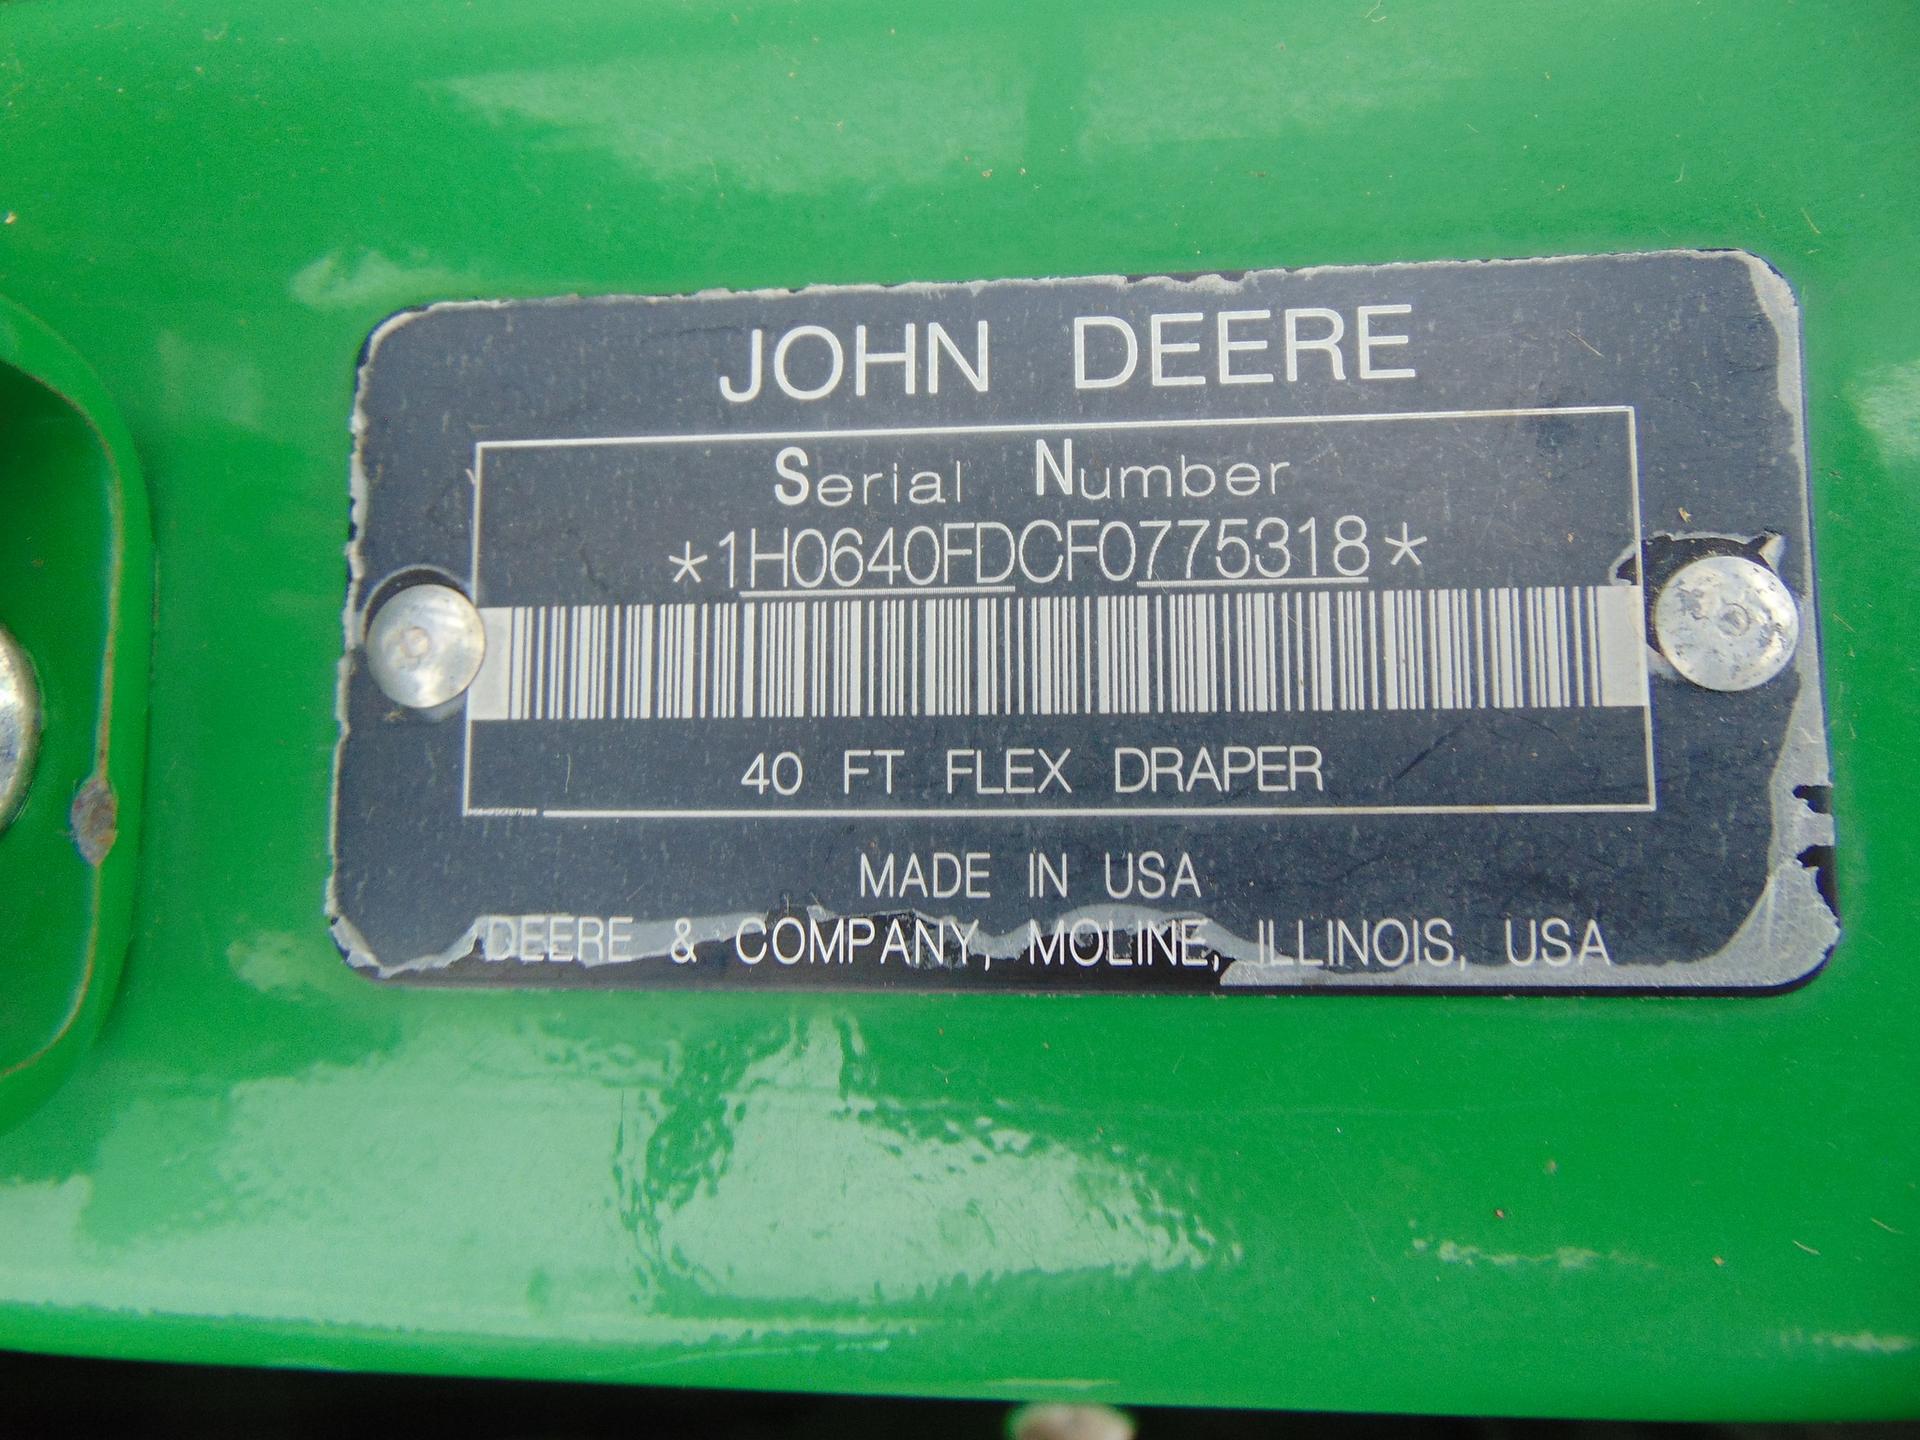 JOHN DEERE
Serial Number
*1H0640FDCF0775318*
40 FT FLEX DRAPER
MADE IN USA
DEERE & COMPANY, MOLINE, ILLINOIS, USA